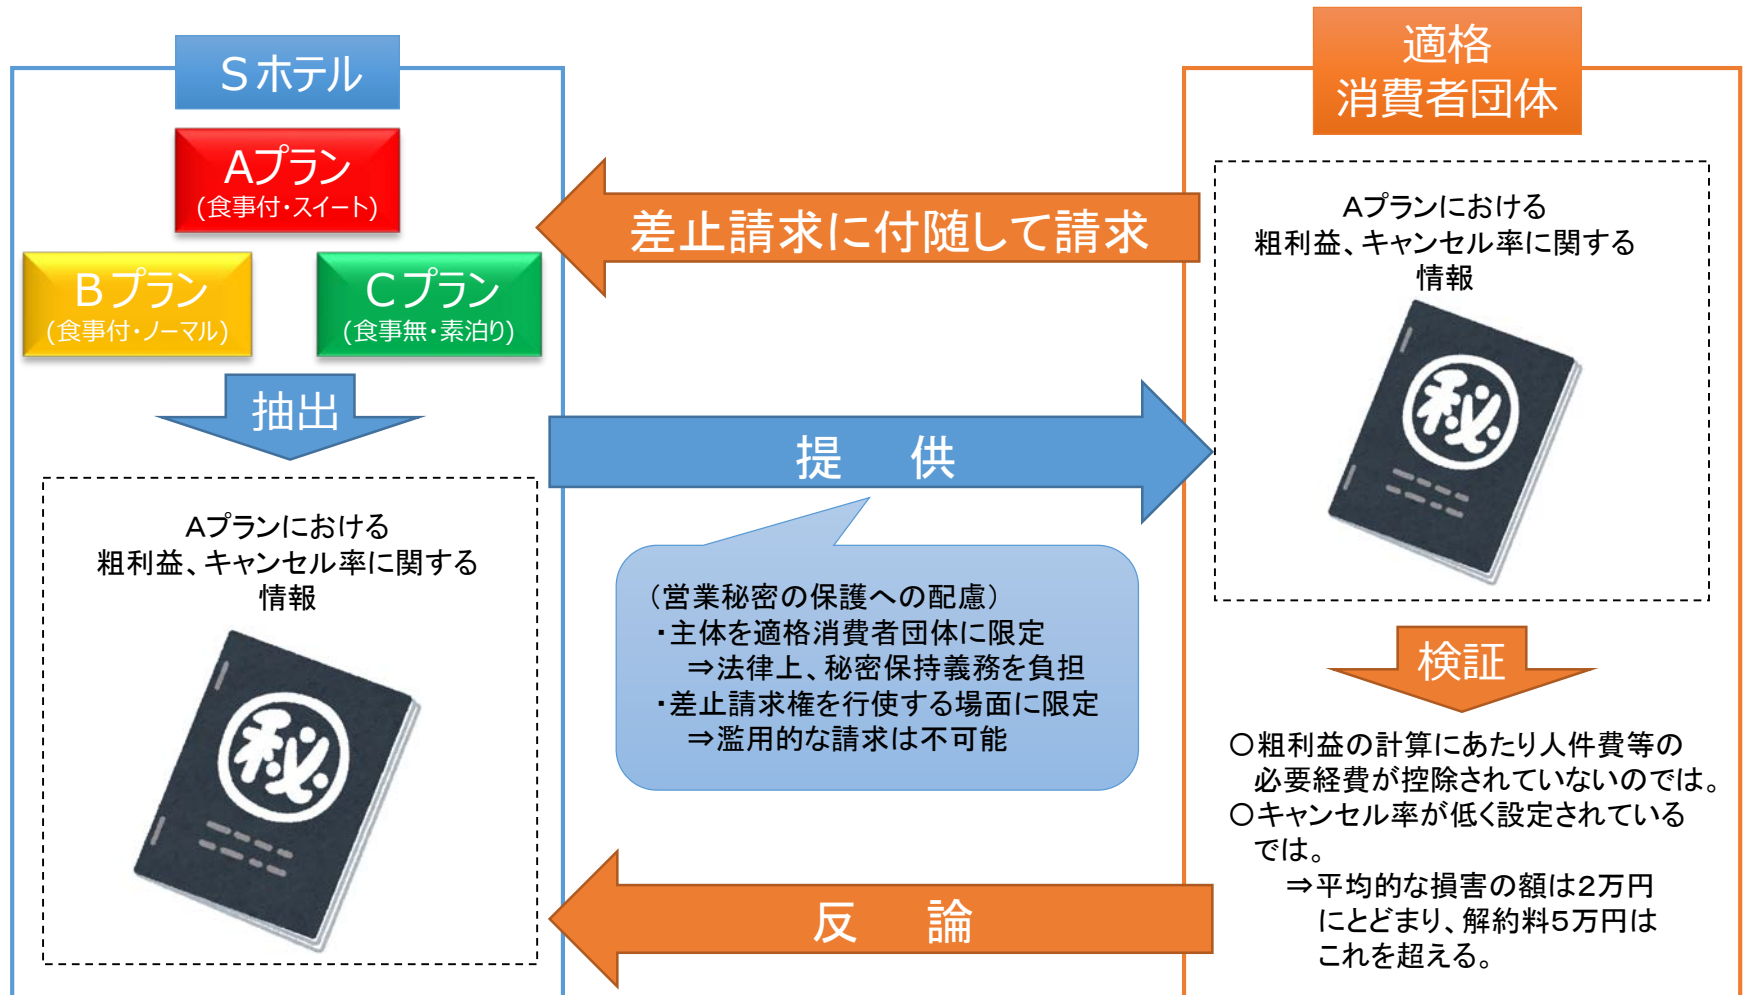 Sホテル
Aプラン
(食事付・スイート)
Bプラン
(食事付・ノーマル)
Cプラン
(食事無・素泊り)
抽出
Aプランにおける
粗利益、キャンセル率に関する
情報
秘
差止請求に付随して請求
提 供
(営業秘密の保護への配慮)
・主体を適格消費者団体に限定
⇒法律上、秘密保持義務を負担
・差止請求権を行使する場面に限定
⇒濫用的な請求は不可能
反 論
適格
消費者団体
Aプランにおける
粗利益、キャンセル率に関する
情報
秘
検証
○粗利益の計算にあたり人件費等の
必要経費が控除されていないのでは。
○キャンセル率が低く設定されている
では。
⇒平均的な損害の額は2万円
にとどまり、解約料5万円は
これを超える。